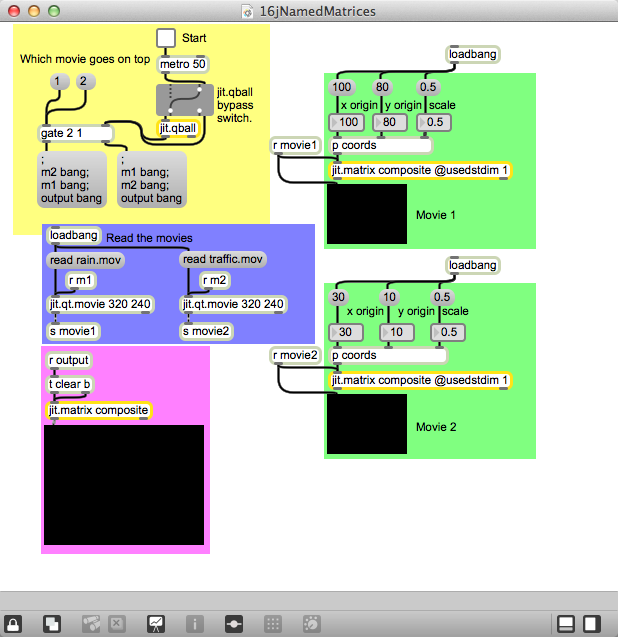 16jNamedMatrices
Which movie goes on top
1
2
Start
metro 50
jit.qball
bypass
switch.
jit.qball
gate 2 1
;
m2 bang;
m1 bang;
output bang
;
m1 bang;
m2 bang;
output bang
loadbang
100
80
0.5
x origin
y origin
scale
100
80
0.5
r movie1
p coords
jit.matrix composite @usedstdim 1
Movie 1
loadbang
Read the movies
read rain.mov
read traffic.mov
r m1
r m2
jit.qt.movie 320 240
jit.qt.movie 320 240
s movie1
s movie2
loadbang
30
10
0.5
x origin
y origin
scale
30
10
0.5
r movie2
p coords
jit.matrix composite @usedstdim 1
Movie 2
r output
t clear b
jit.matrix composite